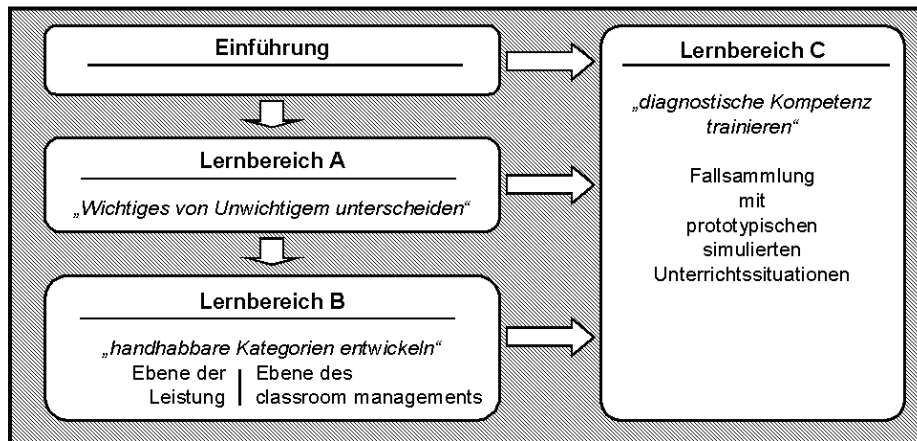 Einführung
Lernbereich A
„Wichtiges von Unwichtigem unterscheiden“
Lernbereich B
„handhabbare Kategorien entwickeln“
Ebene der Leistung
Ebene des classroom managements
Lernbereich C
„diagnostische Kompetenz
trainieren“
Fallsammlung
mit
prototypischen
simulierten
Unterrichtssituationen